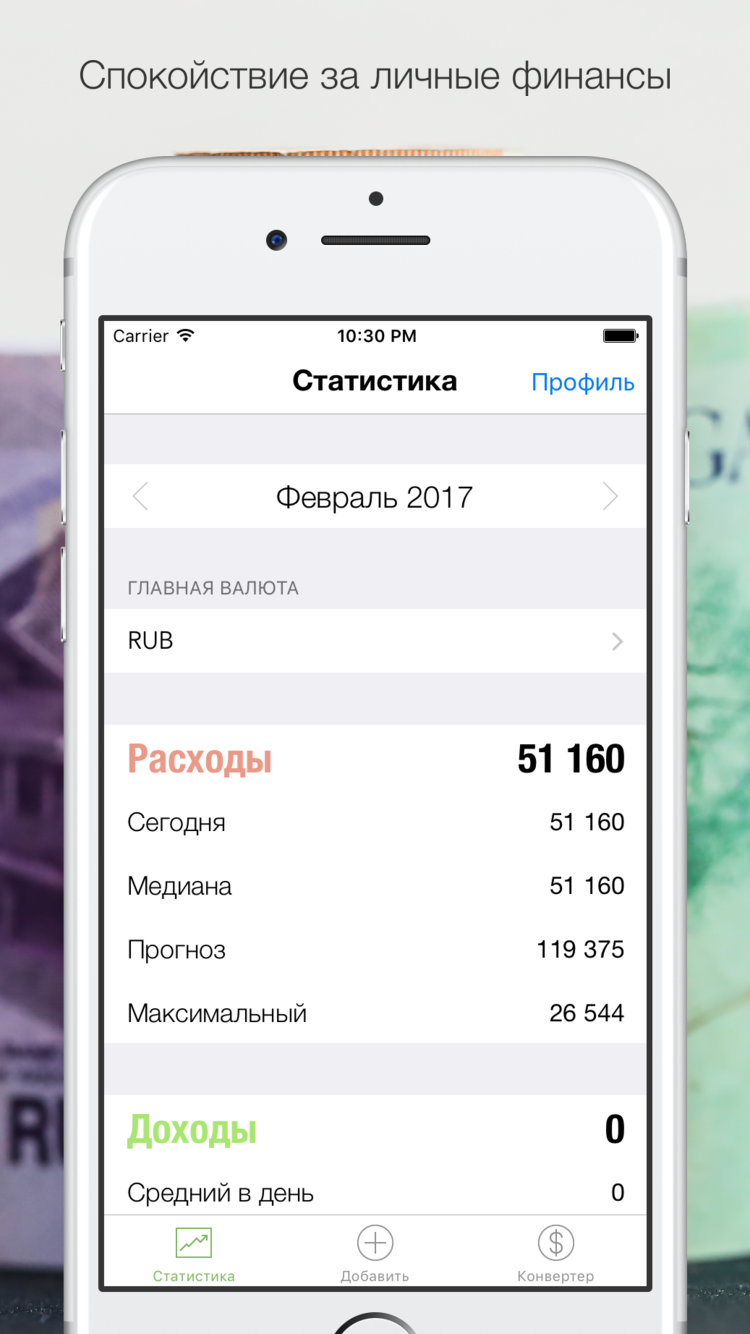 Спокойствие за личные финансы
Carrier 10:30 PM
Статистика Профиль
Февраль 2017
ГЛАВНАЯ ВАЛЮТА
RUB
Расходы 51 160
Сегодня 51 160
Медиана 51 160
Прогноз 119 375
Максимальный 26 544
Доходы 0
Средний в день 0
Статистика Добавить Конвертер